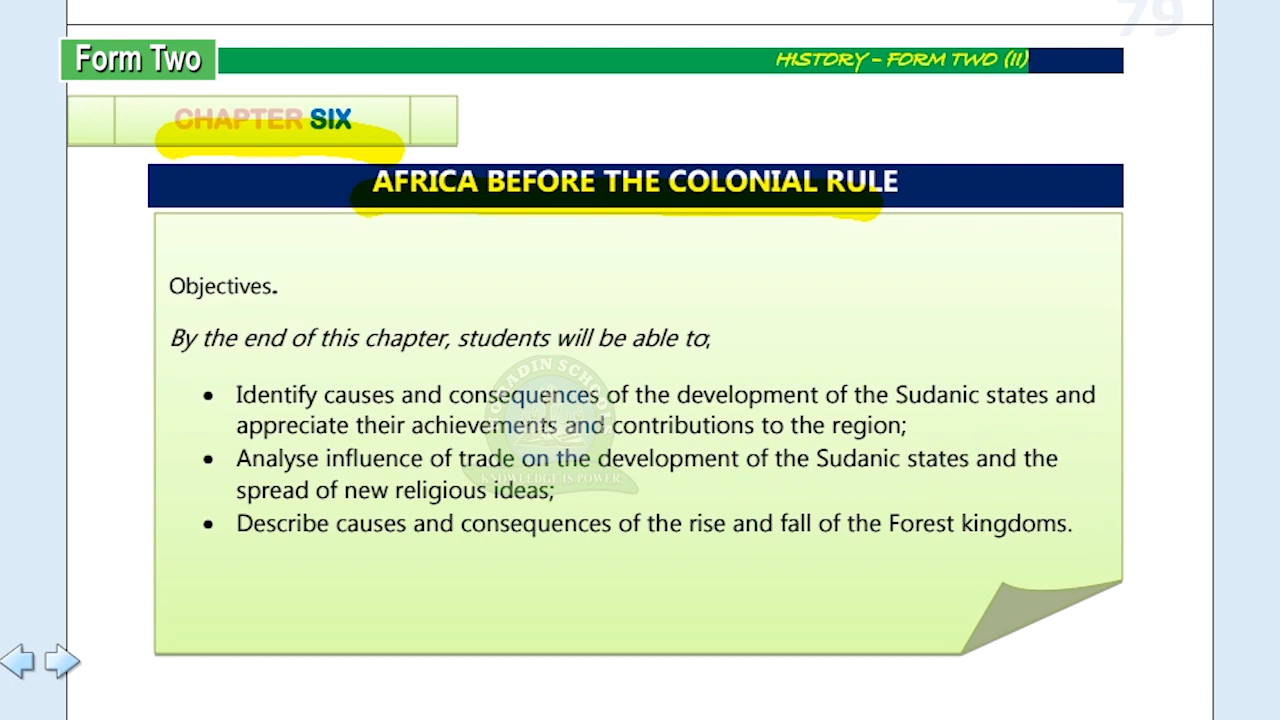 79
Form Two
HISTORY – FORM TWO (II)
CHAPTER SIX
AFRICA BEFORE THE COLONIAL RULE
Objectives.
By the end of this chapter, students will be able to;
• Identify causes and consequences of the development of the Sudanic states and
appreciate their achievements and contributions to the region;
• Analyse influence of trade on the development of the Sudanic states and the
spread of new religious ideas;
• Describe causes and consequences of the rise and fall of the Forest kingdoms.
KNOWLEDGE IS POWER